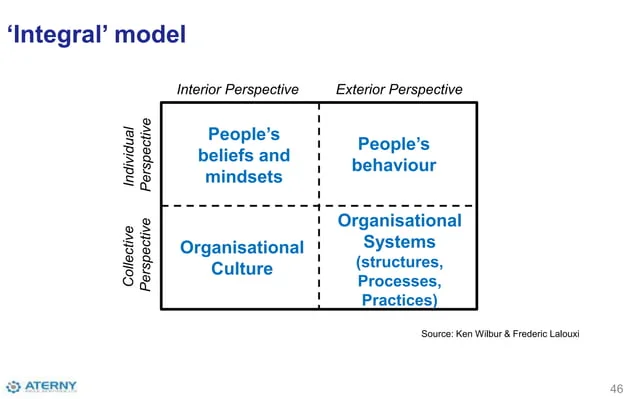 ‘Integral’ model
Interior Perspective
Exterior Perspective
Individual
Perspective
People’s
beliefs and
mindsets
People’s
behaviour
Collective
Perspective
Organisational
Culture
Organisational
Systems
(structures,
Processes,
Practices)
Source: Ken Wilbur & Frederic Lalouxi
ATERNY
46